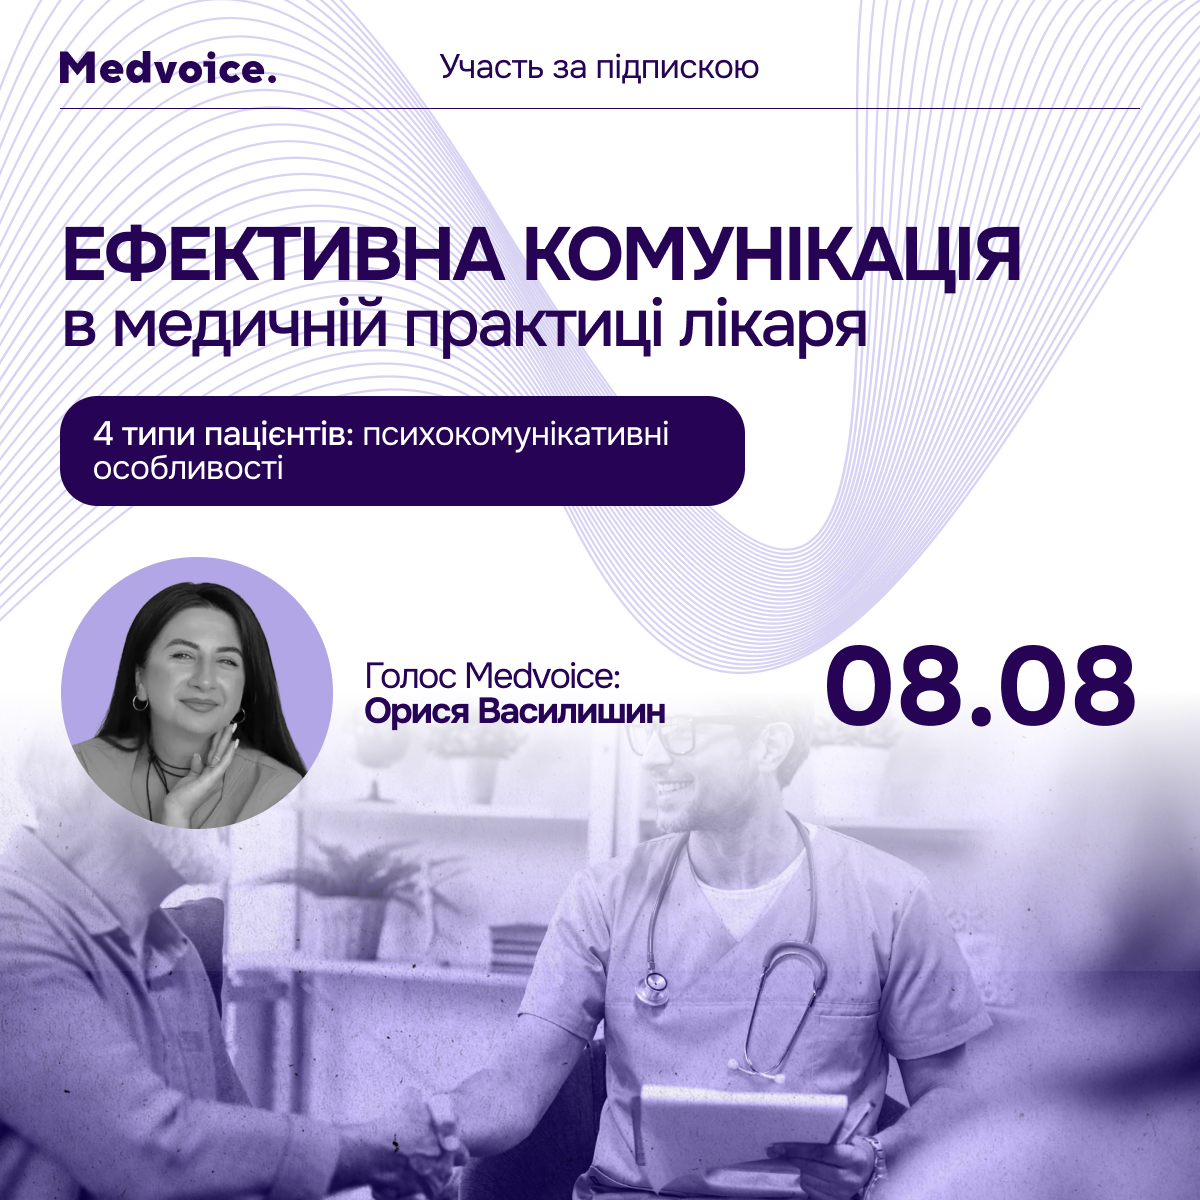 Medvoice.
Участь за підпискою
ЕФЕКТИВНА КОМУНІКАЦІЯ
в медичній практиці лікаря
4 типи пацієнтів: психокомунікативні
особливості
Голос Medvoice:
Орися Василишин
08.08